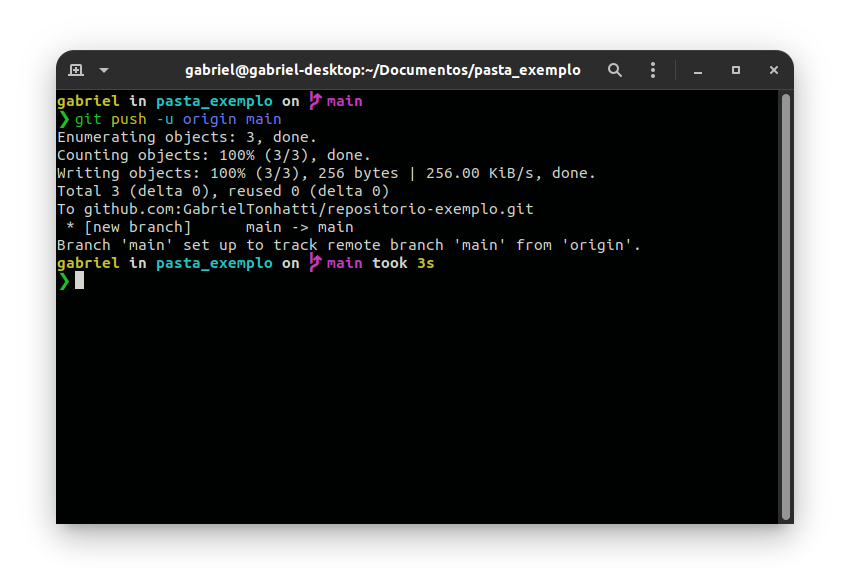 gabriel@gabriel-desktop:~/Documentos/pasta_exemplo
gabriel in pasta_exemplo on main
❯ git push -u origin main
Enumerating objects: 3, done.
Counting objects: 100% (3/3), done.
Writing objects: 100% (3/3), 256 bytes | 256.00 KiB/s, done.
Total 3 (delta 0), reused 0 (delta 0)
To github.com:GabrielTonhatti/repositorio-exemplo.git
 * [new branch]      main -> main
Branch 'main' set up to track remote branch 'main' from 'origin'.
gabriel in pasta_exemplo on main took 3s
❯